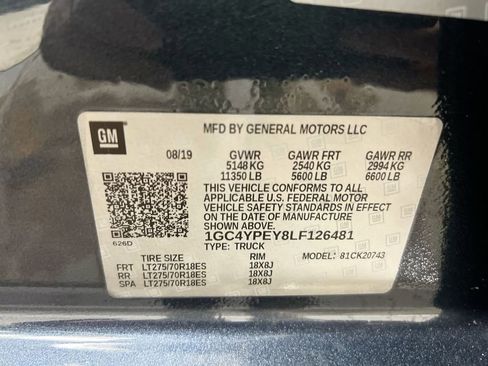 GM
MFD BY GENERAL MOTORS LLC
08/19 GVWR GAWR FRT GAWR RR
5148 KG 2540 KG 2994 KG
11350 LB 5600 LB 6600 LB
THIS VEHICLE CONFORMS TO ALL
APPLICABLE U.S. FEDERAL MOTOR
VEHICLE SAFETY STANDARDS IN
EFFECT ON THE DATE OF
MANUFACTURE SHOWN ABOVE.
1GC4YPEY8LF126481
626D TYPE: TRUCK
TIRE SIZE RIM MODEL: 81CK20743
FRT LT275/70R18ES 18X8J
RR LT275/70R18ES 18X8J
SPA LT275/70R18ES 18X8J